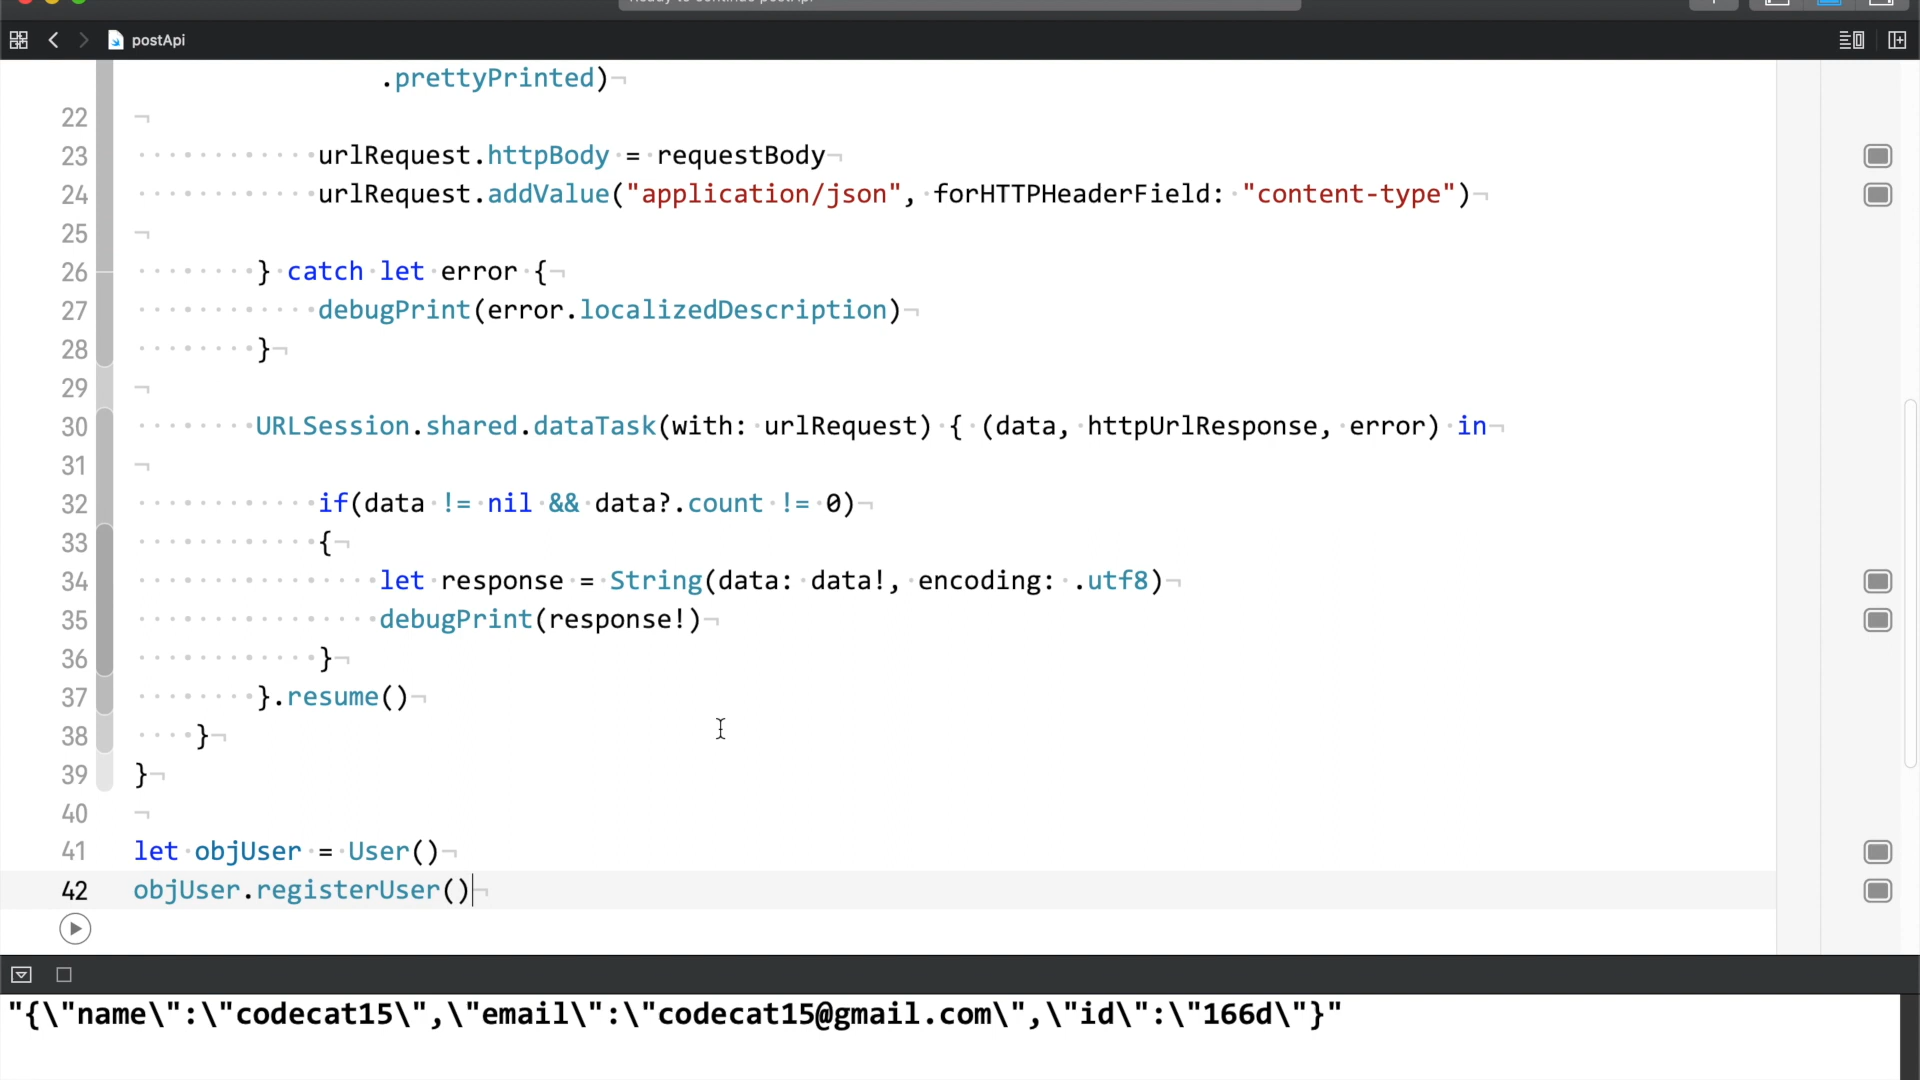 postApi
.prettyPrinted)
22
23 urlRequest.httpBody = requestBody
24 urlRequest.addValue("application/json", forHTTPHeaderField: "content-type")
25
26 } catch let error {
27 debugPrint(error.localizedDescription)
28 }
29
30 URLSession.shared.dataTask(with: urlRequest) { (data, httpUrlResponse, error) in
31
32 if(data != nil && data?.count != 0)
33 {
34 let response = String(data: data!, encoding: .utf8)
35 debugPrint(response!)
36 }
37 }.resume()
38 }
39 }
40
41 let objUser = User()
42 objUser.registerUser()
"{\"name\":\"codecat15\",\"email\":\"codecat15@gmail.com\",\"id\":\"166d\"}"